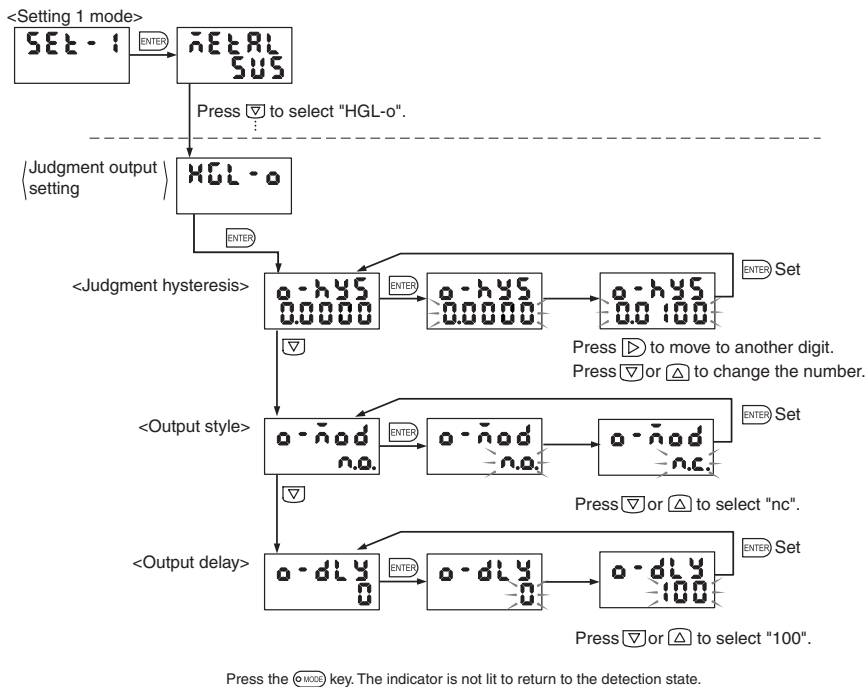 <Setting 1 mode>
SEt - 1
ENTER
METAL
SUS
Press ▽ to select "HGL-o".
Judgment output
setting
HGL - o
ENTER
<Judgment hysteresis>
o - hYS
0.0000
ENTER
o - hYS
0.0000
o - hYS
0.0100
ENTER Set
Press ▷ to move to another digit.
Press ▽ or △ to change the number.
▽
<Output style>
o - mod
n.o.
ENTER
o - mod
n.o.
o - mod
n.c.
ENTER Set
Press ▽ or △ to select "nc".
▽
<Output delay>
o - dLY
0
ENTER
o - dLY
0
o - dLY
100
ENTER Set
Press ▽ or △ to select "100".
Press the MODE key. The indicator is not lit to return to the detection state.